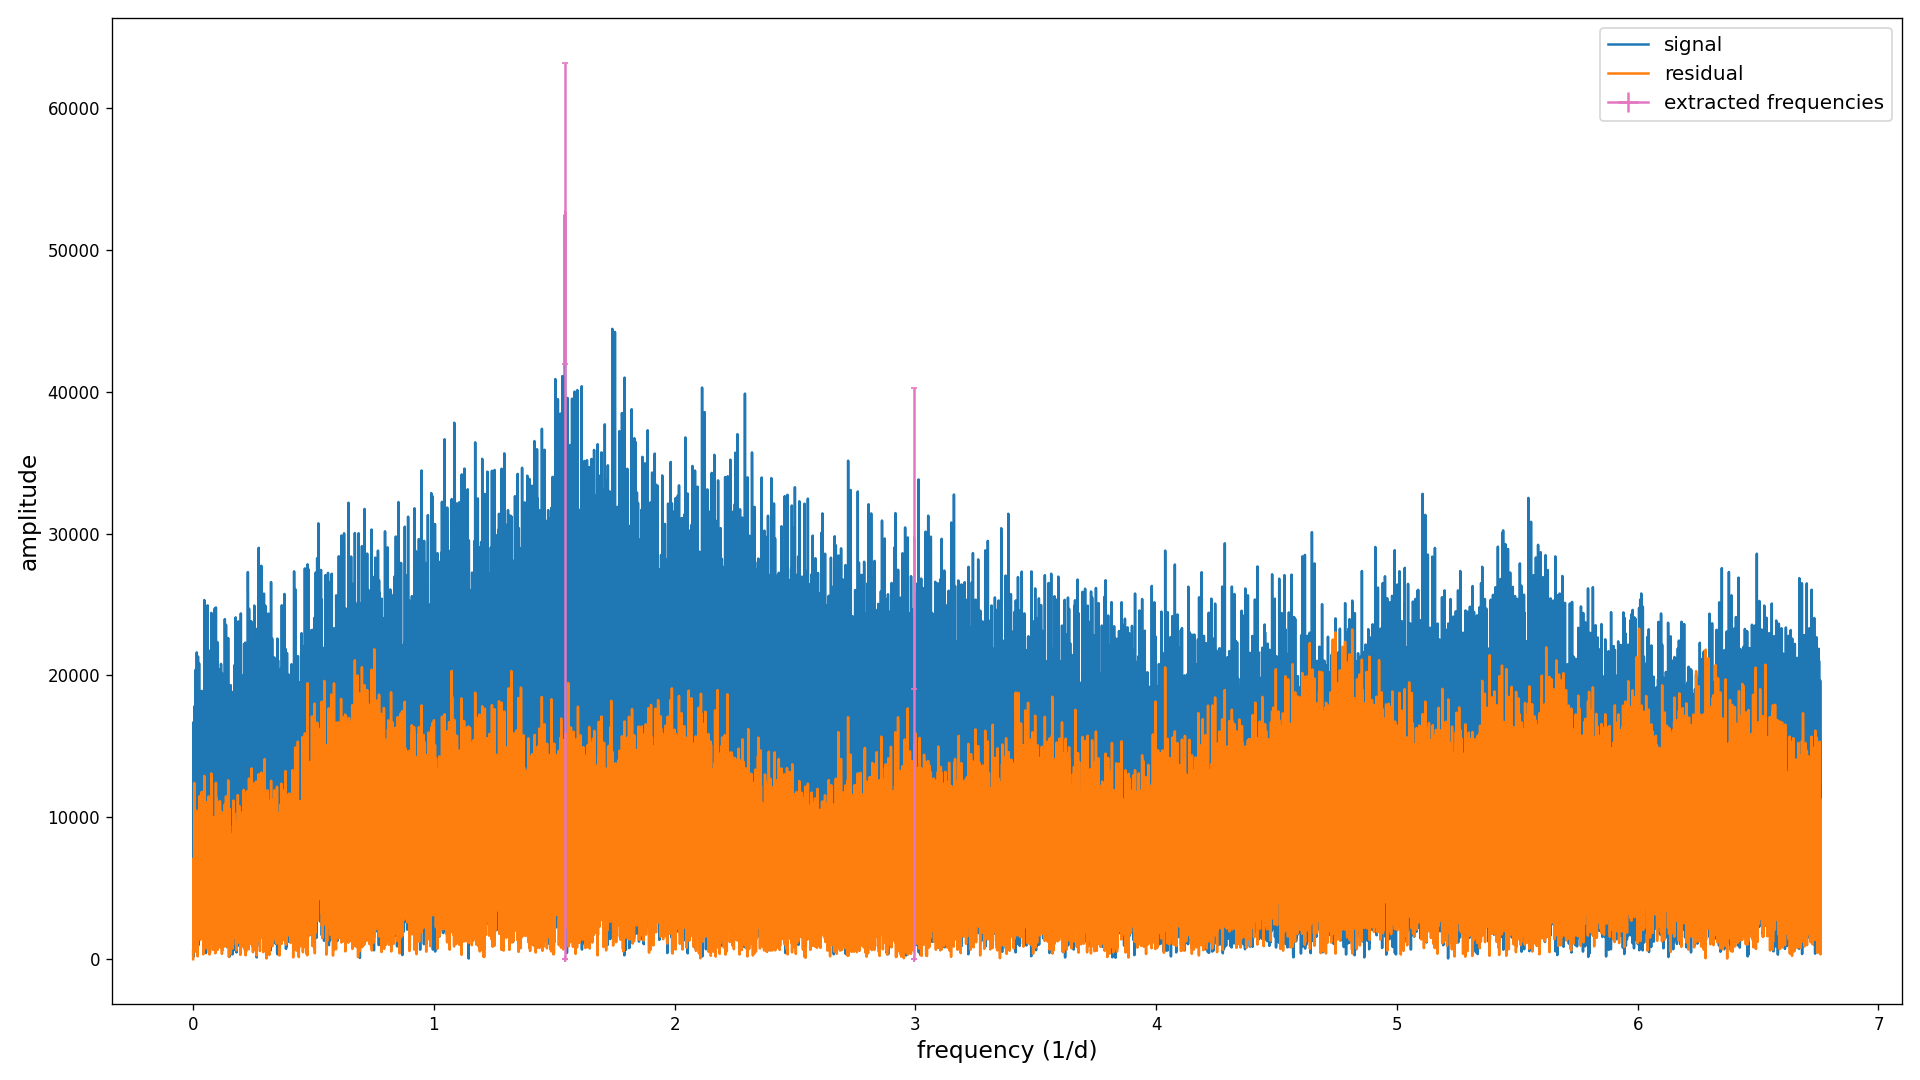 signal
residual
extracted frequencies
amplitude
60000
50000
40000
30000
20000
10000
0
0 1 2 3 4 5 6 7
frequency (1/d)